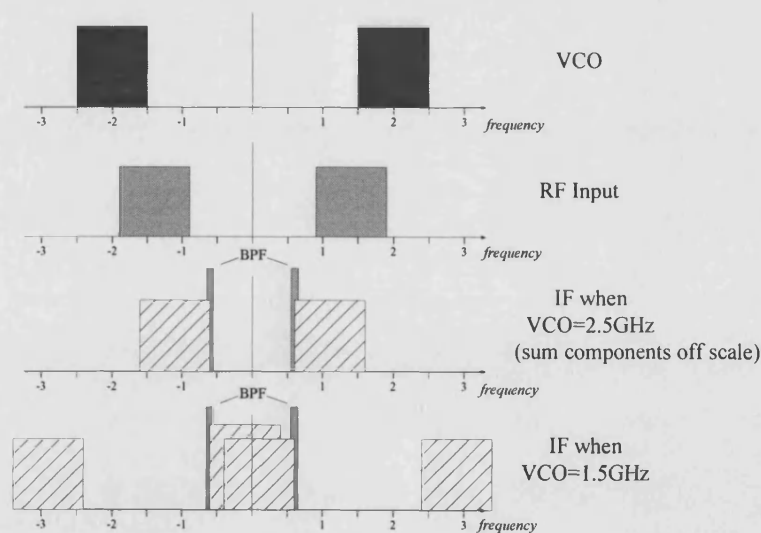 VCO
-3 -2 -1 1 2 3 frequency
RF Input
-3 -2 -1 1 2 3 frequency
BPF
IF when
VCO=2.5GHz
(sum components off scale)
-3 -2 -1 1 2 3 frequency
BPF
IF when
VCO=1.5GHz
-3 -2 -1 1 2 3 frequency